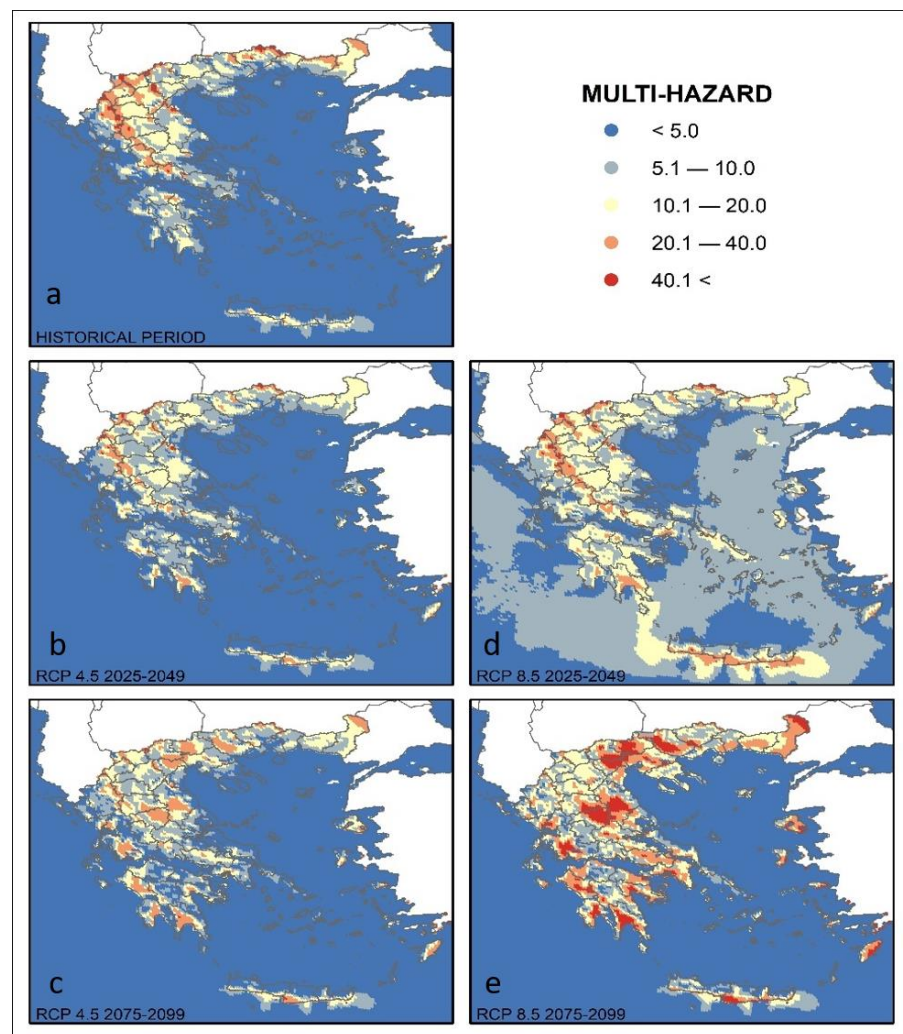 MULTI-HAZARD
< 5.0
5.1 — 10.0
10.1 — 20.0
20.1 — 40.0
40.1 <
a
HISTORICAL PERIOD
b
RCP 4.5 2025-2049
d
RCP 8.5 2025-2049
c
RCP 4.5 2075-2099
e
RCP 8.5 2075-2099